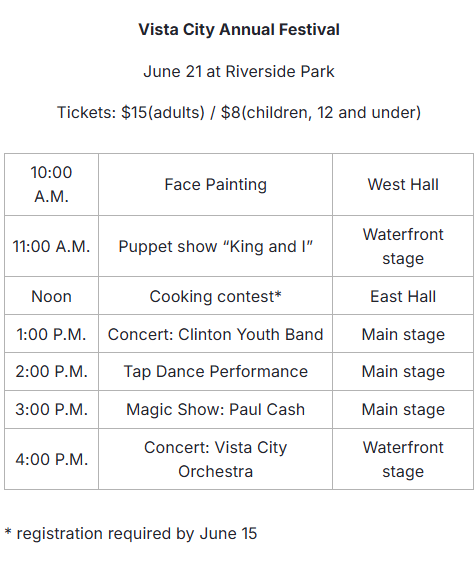 Vista City Annual Festival
June 21 at Riverside Park
Tickets: $15(adults) / $8(children, 12 and under)
10:00
A.M.
Face Painting
West Hall
11:00 A.M.
Puppet show “King and I”
Waterfront
stage
Noon
Cooking contest*
East Hall
1:00 P.M.
Concert: Clinton Youth Band
Main stage
2:00 P.M.
Tap Dance Performance
Main stage
3:00 P.M.
Magic Show: Paul Cash
Main stage
4:00 P.M.
Concert: Vista City
Orchestra
Waterfront
stage
* registration required by June 15